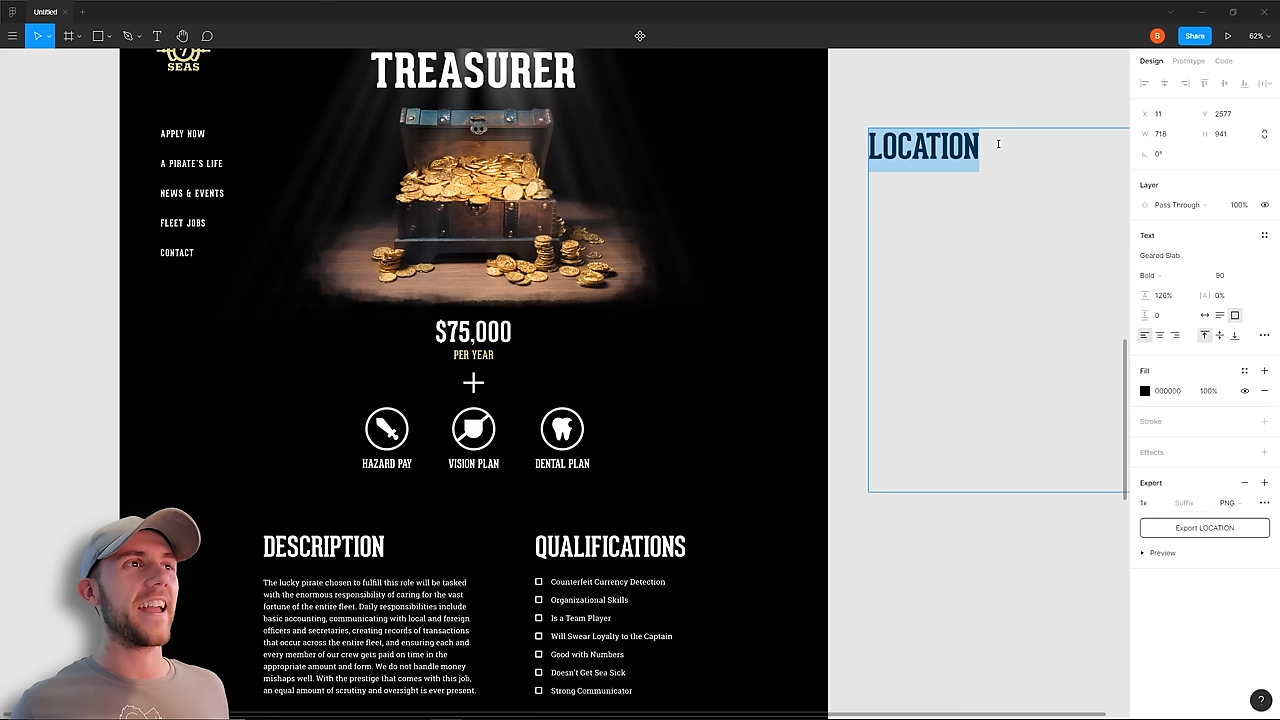 Untitled
B
Share
62%
SEAS
TREASURER
APPLY NOW
A PIRATE'S LIFE
NEWS & EVENTS
FLEET JOBS
CONTACT
$75,000
PER YEAR
+
HAZARD PAY
VISION PLAN
DENTAL PLAN
DESCRIPTION
The lucky pirate chosen to fulfill this role will be tasked
with the enormous responsibility of caring for the vast
fortune of the entire fleet. Daily responsibilities include
basic accounting, communicating with local and foreign
officers and secretaries, creating records of transactions
that occur across the entire fleet, and ensuring each and
every member of our crew gets paid on time in the
appropriate amount and form. We do not handle money
mishaps well. With the prestige that comes with this job,
an equal amount of scrutiny and oversight is ever present.
QUALIFICATIONS
Counterfeit Currency Detection
Organizational Skills
Is a Team Player
Will Swear Loyalty to the Captain
Good with Numbers
Doesn't Get Sea Sick
Strong Communicator
LOCATION
Design Prototype Code
X 11 Y 2577
W 718 H 941
0°
Layer
Pass Through 100%
Text
Geared Slab
Bold 90
126% |A| 0%
0
Fill
000000 100%
Stroke
Effects
Export
1x Suffix PNG
Export LOCATION
Preview
?